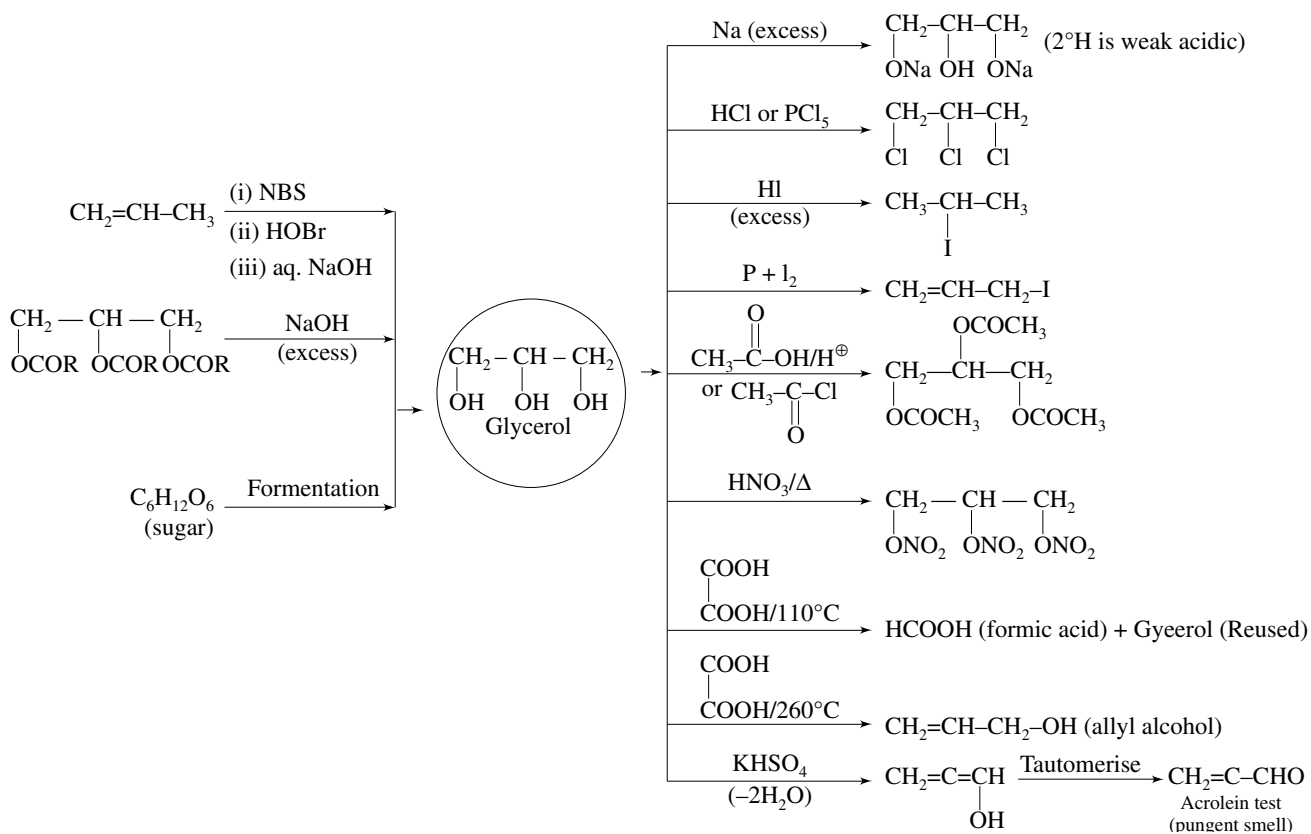 CH₂=CH–CH₃
(i) NBS
(ii) HOBr
(iii) aq. NaOH
CH₂ — CH — CH₂
OCOR OCOR OCOR
NaOH
(excess)
C₆H₁₂O₆
(sugar)
Formentation
CH₂ – CH – CH₂
OH OH OH
Glycerol
Na (excess)
CH₂–CH–CH₂ (2°H is weak acidic)
ONa OH ONa
HCl or PCl₅
CH₂–CH–CH₂
Cl Cl Cl
Hl
(excess)
CH₃–CH–CH₃
I
P + l₂
CH₂=CH–CH₂–I
O
CH₃–C–OH/H⊕
or CH₃–C–Cl
O
OCOCH₃
CH₂—CH—CH₂
OCOCH₃
OCOCH₃
HNO₃/Δ
CH₂ — CH — CH₂
ONO₂ ONO₂ ONO₂
COOH
COOH/110°C
HCOOH (formic acid) + Gyeerol (Reused)
COOH
COOH/260°C
CH₂=CH–CH₂–OH (allyl alcohol)
KHSO₄
(–2H₂O)
CH₂=C=CH
OH
Tautomerise
CH₂=C–CHO
Acrolein test
(pungent smell)